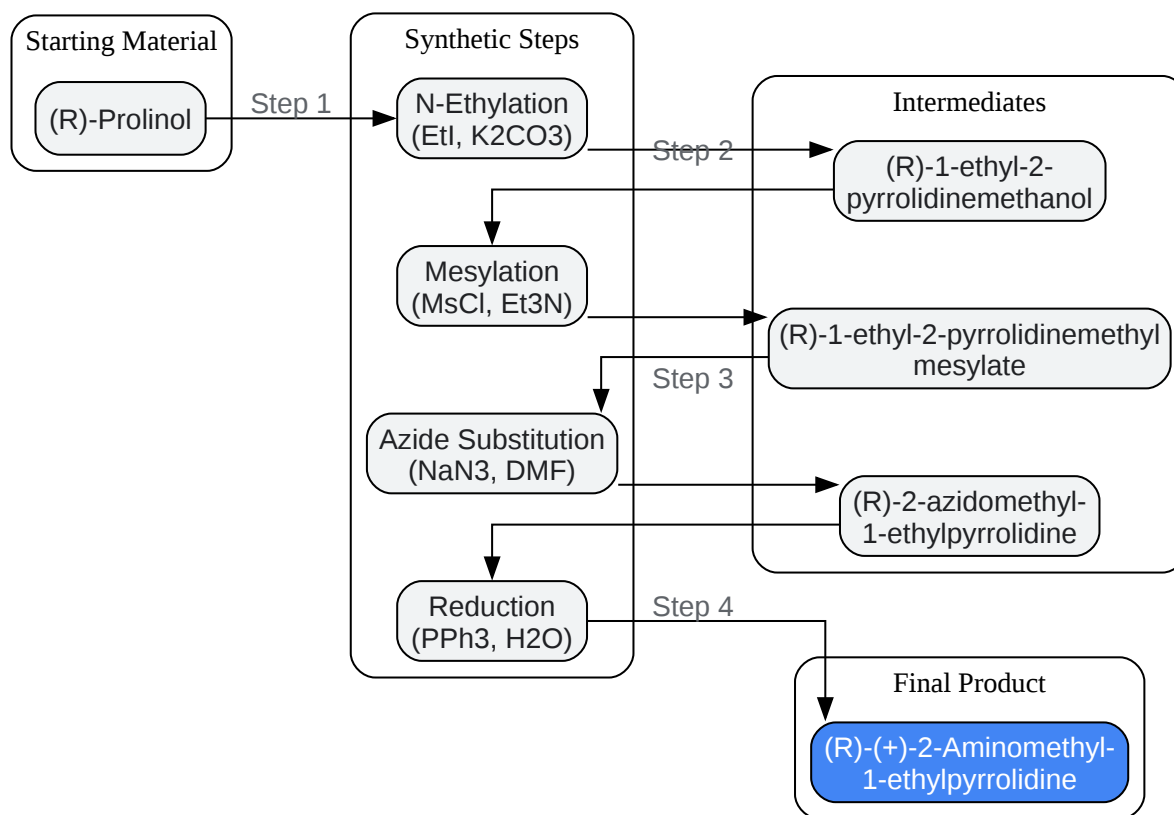 Starting Material
(R)-Prolinol
Step 1
Synthetic Steps
N-Ethylation
(EtI, K2CO3)
Step 2
Intermediates
(R)-1-ethyl-2-
pyrrolidinemethanol
Mesylation
(MsCl, Et3N)
(R)-1-ethyl-2-pyrrolidinemethyl
mesylate
Step 3
Azide Substitution
(NaN3, DMF)
(R)-2-azidomethyl-
1-ethylpyrrolidine
Reduction
(PPh3, H2O)
Step 4
Final Product
(R)-(+)-2-Aminomethyl-
1-ethylpyrrolidine